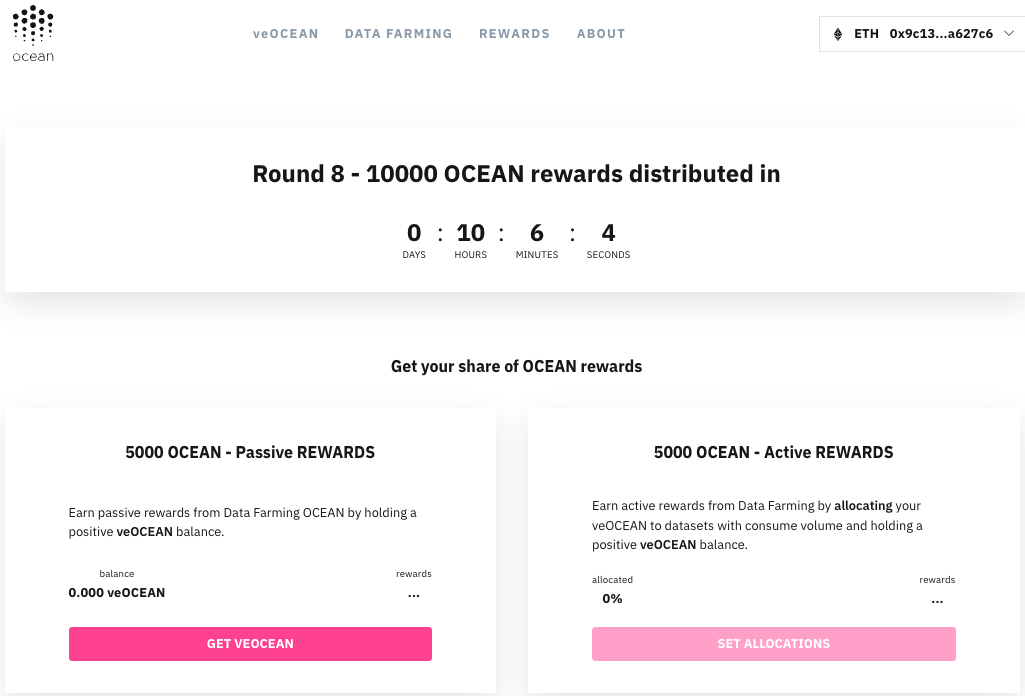 ocean
veOCEAN DATA FARMING REWARDS ABOUT
ETH 0x9c13...a627c6
Round 8 - 10000 OCEAN rewards distributed in
0 : 10 : 6 : 4
DAYS HOURS MINUTES SECONDS
Get your share of OCEAN rewards
5000 OCEAN - Passive REWARDS
Earn passive rewards from Data Farming OCEAN by holding a
positive veOCEAN balance.
balance rewards
0.000 veOCEAN ...
GET VEOCEAN
5000 OCEAN - Active REWARDS
Earn active rewards from Data Farming by allocating your
veOCEAN to datasets with consume volume and holding a
positive veOCEAN balance.
allocated rewards
0% ...
SET ALLOCATIONS